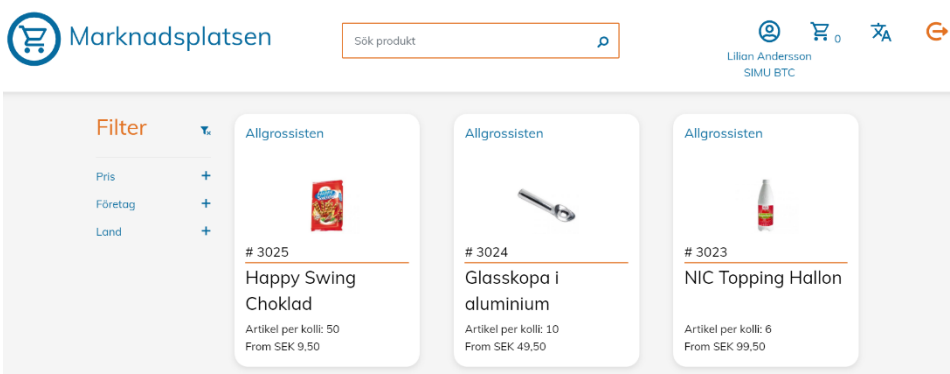 Marknadsplatsen
Sök produkt
0
Lilian Andersson
SIMU BTC
Filter
Pris +
Företag +
Land +
Allgrossisten
# 3025
Happy Swing
Choklad
Artikel per kolli: 50
From SEK 9,50
Allgrossisten
# 3024
Glasskopa i
aluminium
Artikel per kolli: 10
From SEK 49,50
Allgrossisten
# 3023
NIC Topping Hallon
Artikel per kolli: 6
From SEK 99,50